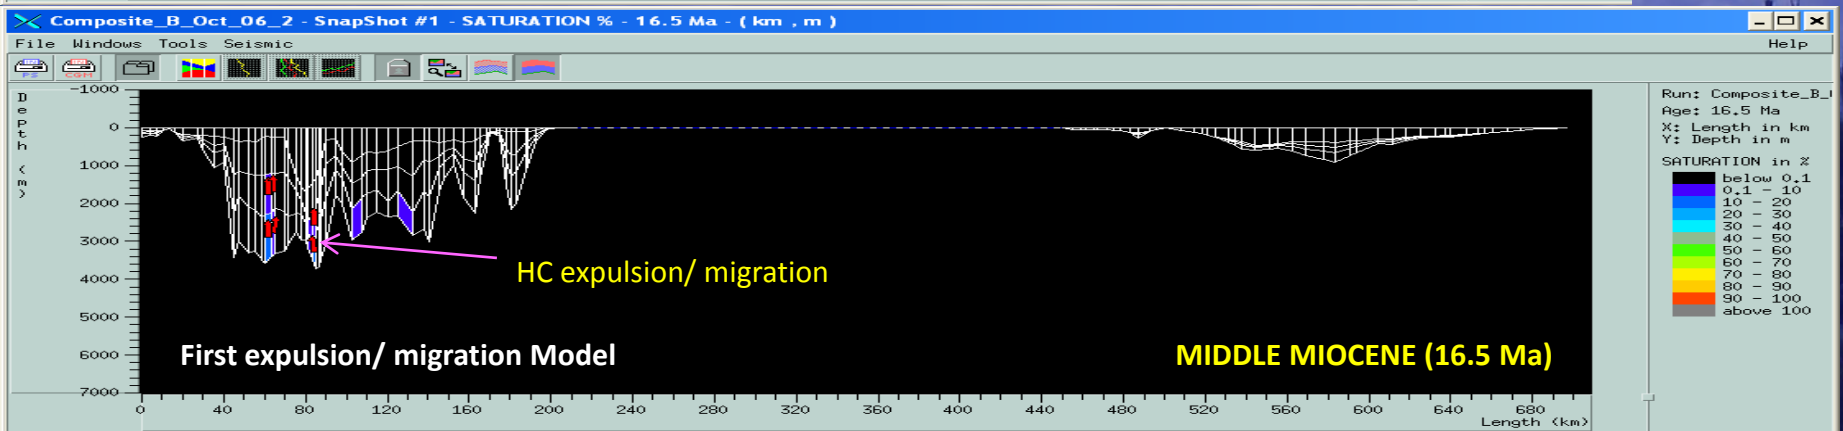 Composite_B_Oct_06_2 - SnapShot #1 - SATURATION % - 16.5 Ma - ( km , m )
File Windows Tools Seismic Help
PS CGM
Depth (m)
-1000
0
1000
2000
3000
4000
5000
6000
7000
HC expulsion/ migration
First expulsion/ migration Model
MIDDLE MIOCENE (16.5 Ma)
0 40 80 120 160 200 240 280 320 360 400 440 480 520 560 600 640 680
Length (km)
Run: Composite_B_
Age: 16.5 Ma
X: Length in km
Y: Depth in m
SATURATION in %
below 0.1
0.1 - 10
10 - 20
20 - 30
30 - 40
40 - 50
50 - 60
60 - 70
70 - 80
80 - 90
90 - 100
above 100